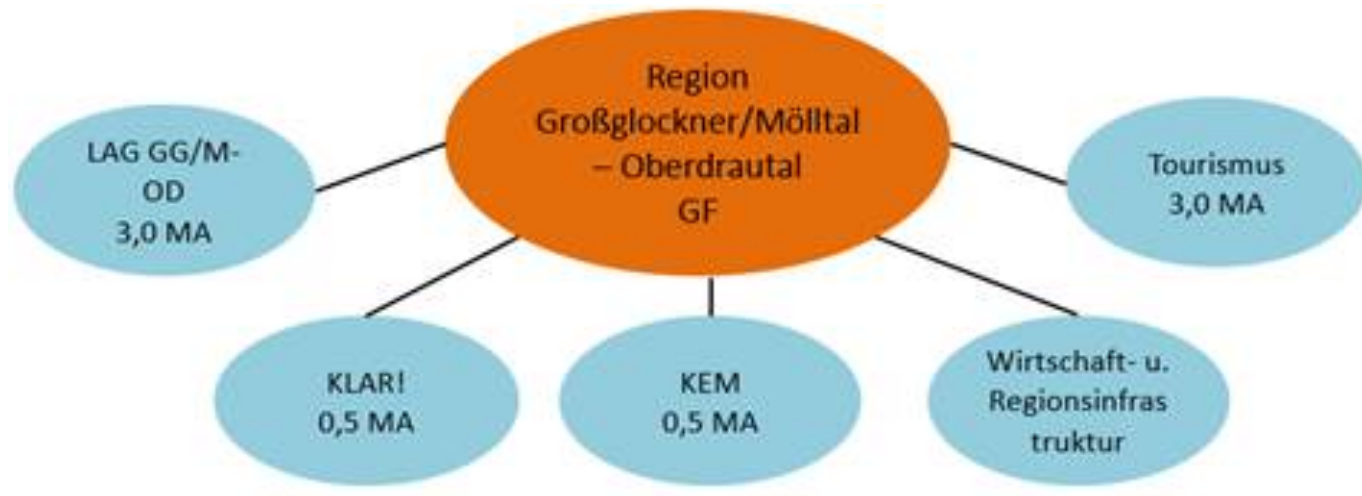 Region
Großglockner/Mölltal
– Oberdrautal
GF
LAG GG/M-
OD
3,0 MA
Tourismus
3,0 MA
KLAR!
0,5 MA
KEM
0,5 MA
Wirtschaft- u.
Regionsinfras
truktur